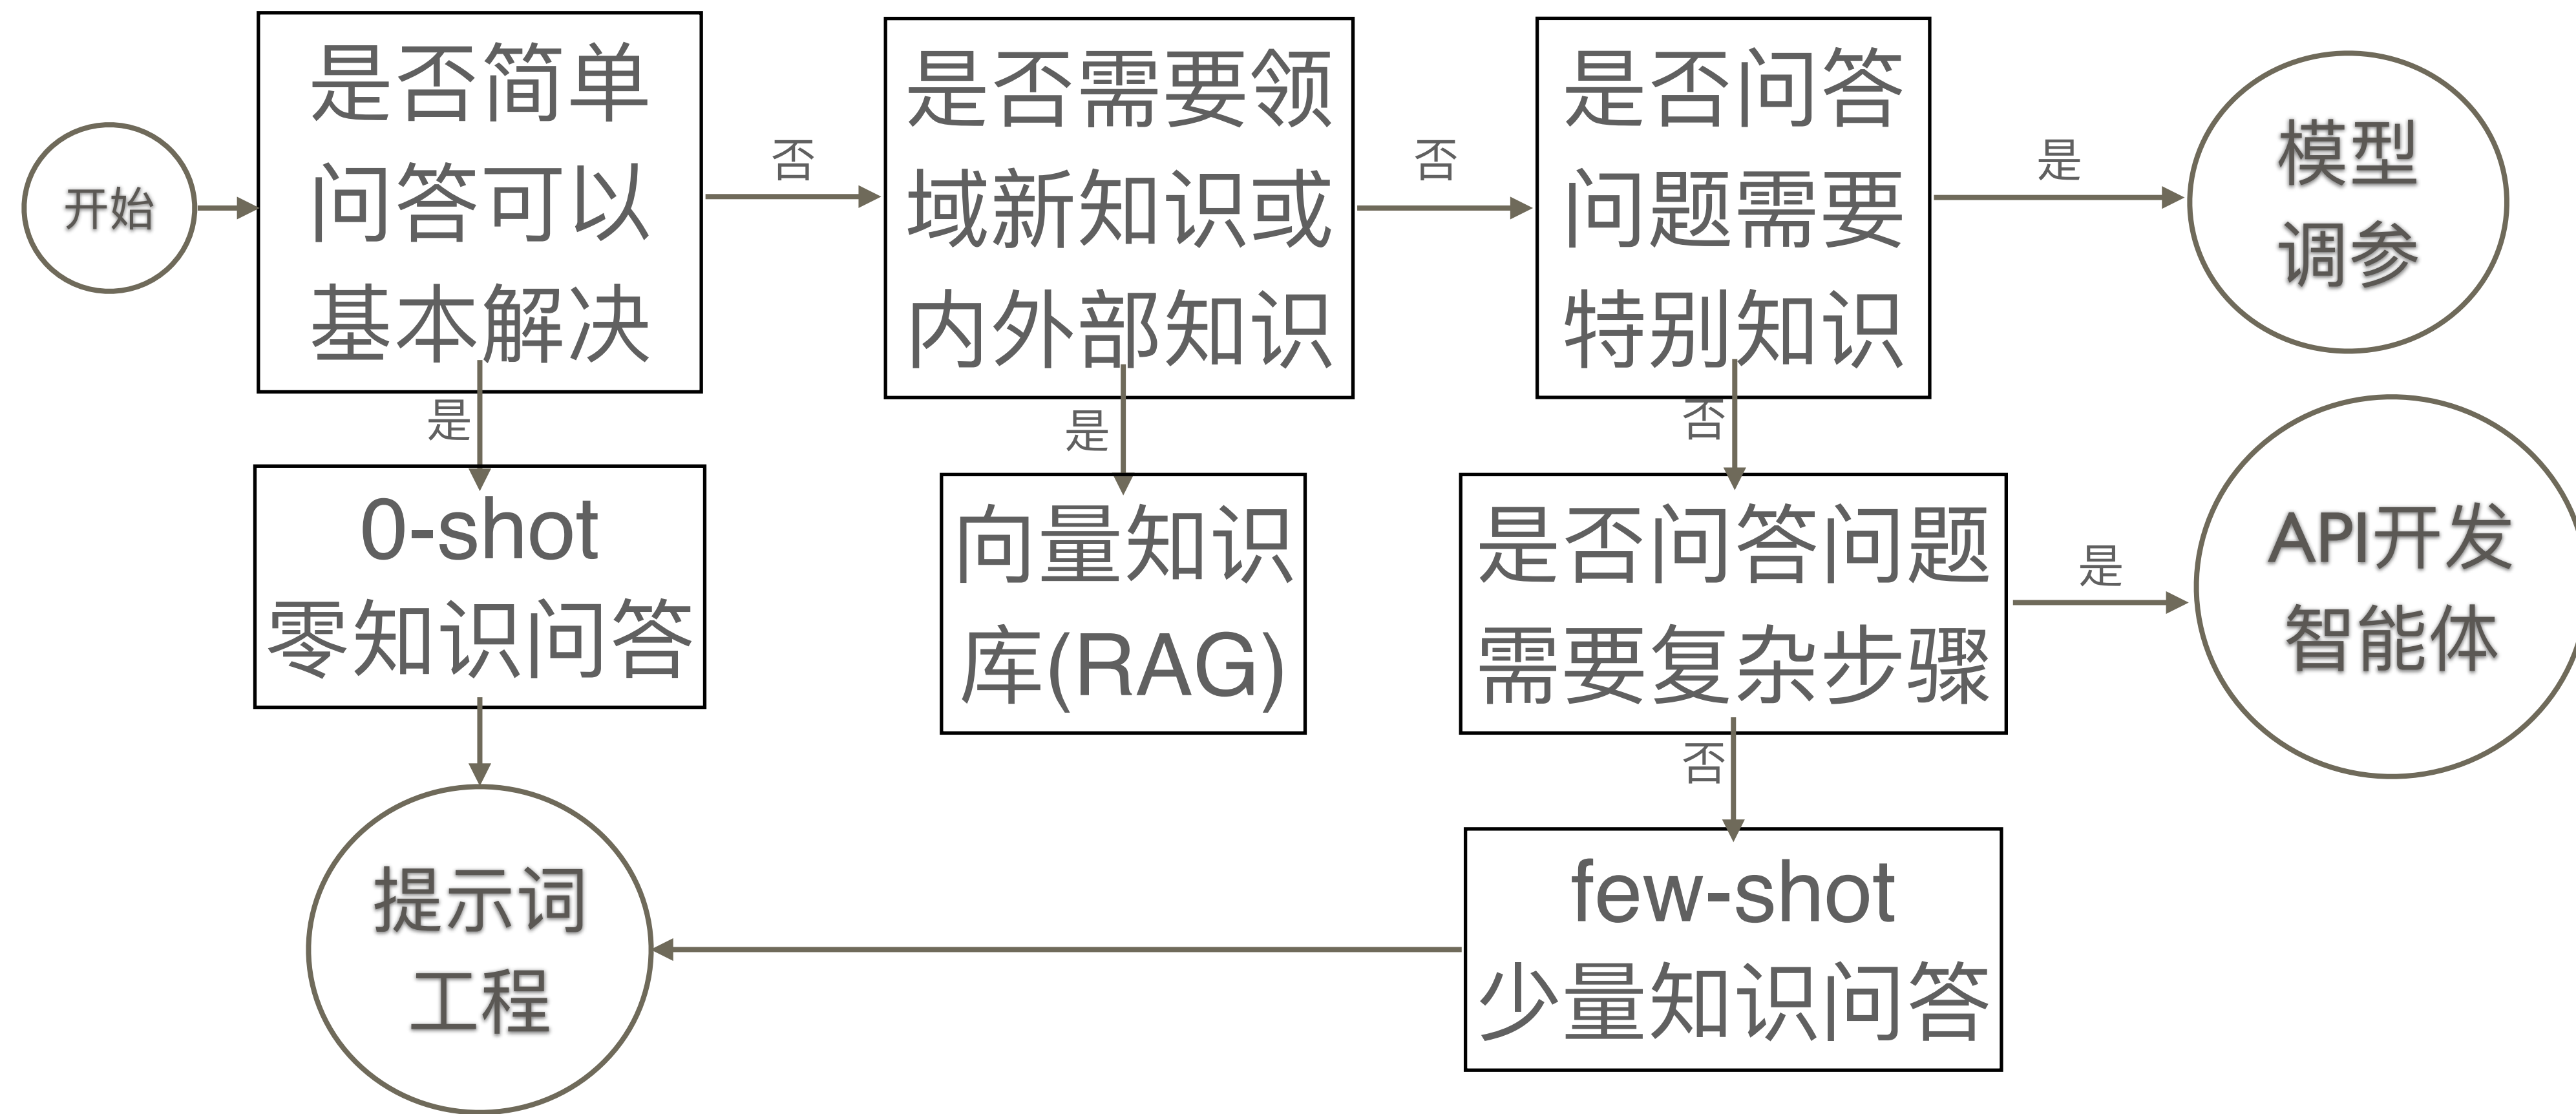 开始
是否简单
问答可以
基本解决
否
是否需要领
域新知识或
内外部知识
否
是否问答
问题需要
特别知识
是
模型
调参
是
是
否
0-shot
零知识问答
向量知识
库(RAG)
是否问答问题
需要复杂步骤
是
API开发
智能体
否
提示词
工程
few-shot
少量知识问答